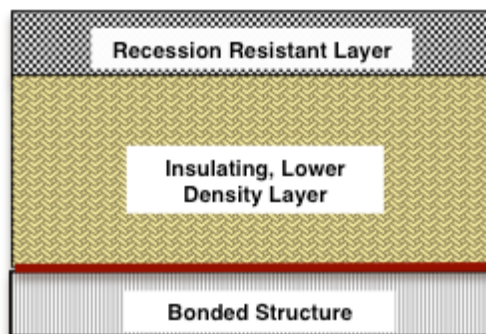 Recession Resistant Layer
Insulating, Lower
Density Layer
Bonded Structure